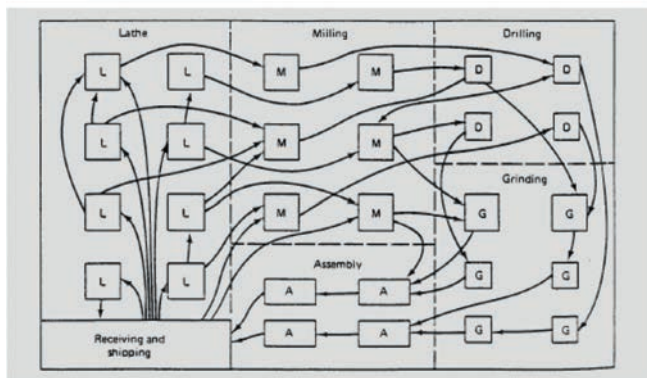 Lathe Milling Drilling
L L M M D D
L L M M D D
Grinding
L L M M G G
Assembly
L L A A G G
Receiving and
shipping
A A G G